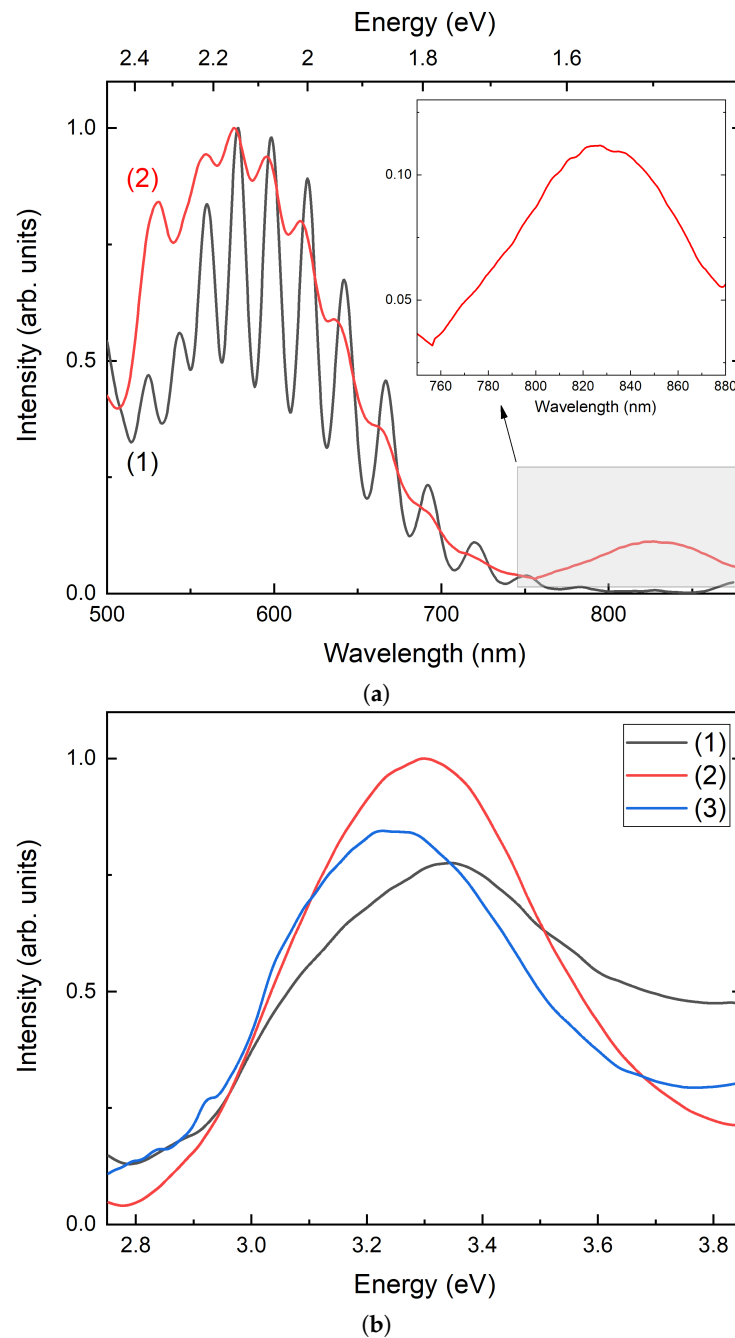 Energy (eV)
2.4 2.2 2 1.8 1.6
1.0
0.5
0.0
Intensity (arb. units)
(2)
(1)
0.10
0.05
760 780 800 820 840 860 880
Wavelength (nm)
500 600 700 800
Wavelength (nm)
(a)
1.0
0.5
0.0
Intensity (arb. units)
(1)
(2)
(3)
2.8 3.0 3.2 3.4 3.6 3.8
Energy (eV)
(b)